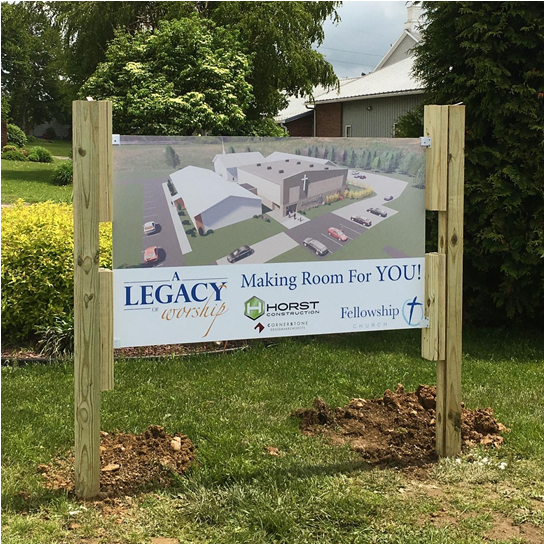 Making Room For YOU!
A
LEGACY
OF worship
HORST
CONSTRUCTION
CORNERSTONE
Fellowship
CHURCH